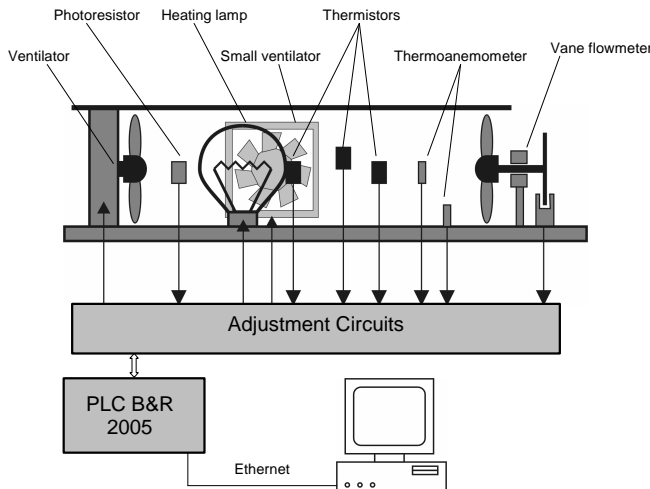 Photoresistor
Heating lamp
Thermistors
Ventilator
Small ventilator
Thermoanemometer
Vane flowmeter
Adjustment Circuits
PLC B&R
2005
Ethernet